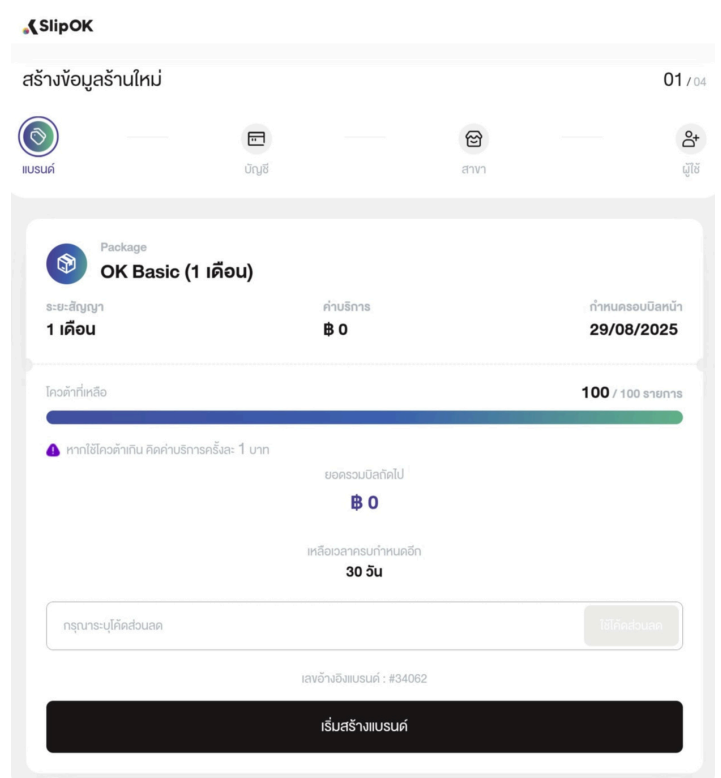 SlipOK
สร้างข้อมูลร้านใหม่ 01 / 04
แบรนด์ บัญชี สาขา ผู้ใช้
Package
OK Basic (1 เดือน)
ระยะสัญญา ค่าบริการ กำหนดรอบบิลหน้า
1 เดือน ฿ 0 29/08/2025
โควต้าที่เหลือ 100 / 100 รายการ
หากใช้โควต้าเกิน คิดค่าบริการครั้งละ 1 บาท
ยอดรวมบิลถัดไป
฿ 0
เหลือเวลาครบกำหนดอีก
30 วัน
กรุณาระบุโค้ดส่วนลด ใช้โค้ดส่วนลด
เลขอ้างอิงแบรนด์ : #34062
เริ่มสร้างแบรนด์